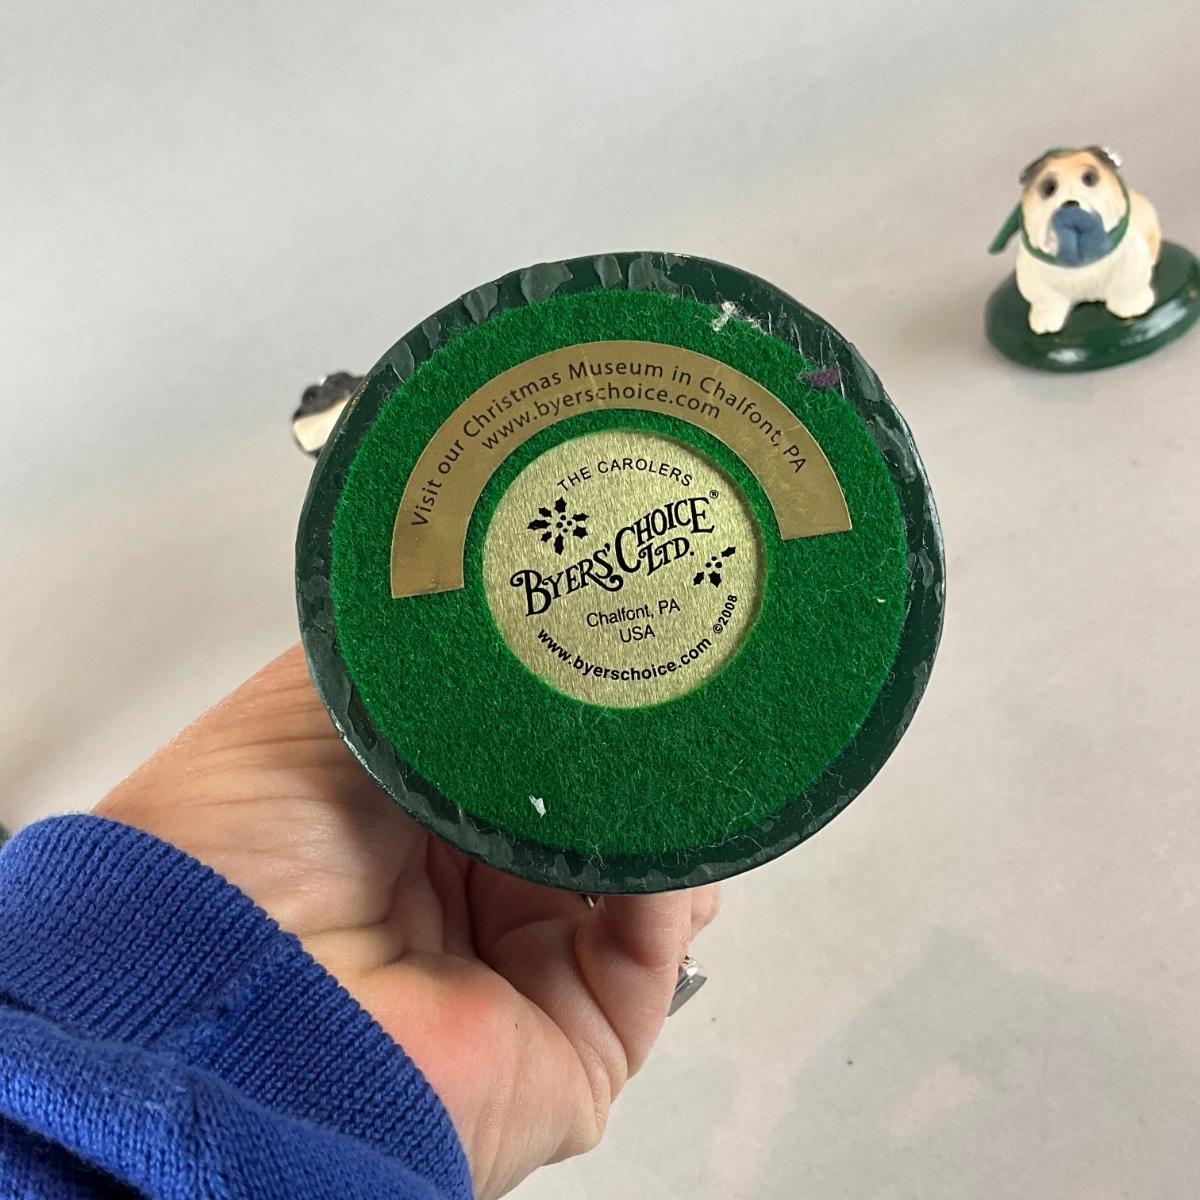 Visit our Christmas Museum in Chalfont, PA
www.byerschoice.com
THE CAROLERS
BYERS' CHOICE®
LTD.
Chalfont, PA
USA
www.byerschoice.com ©2008